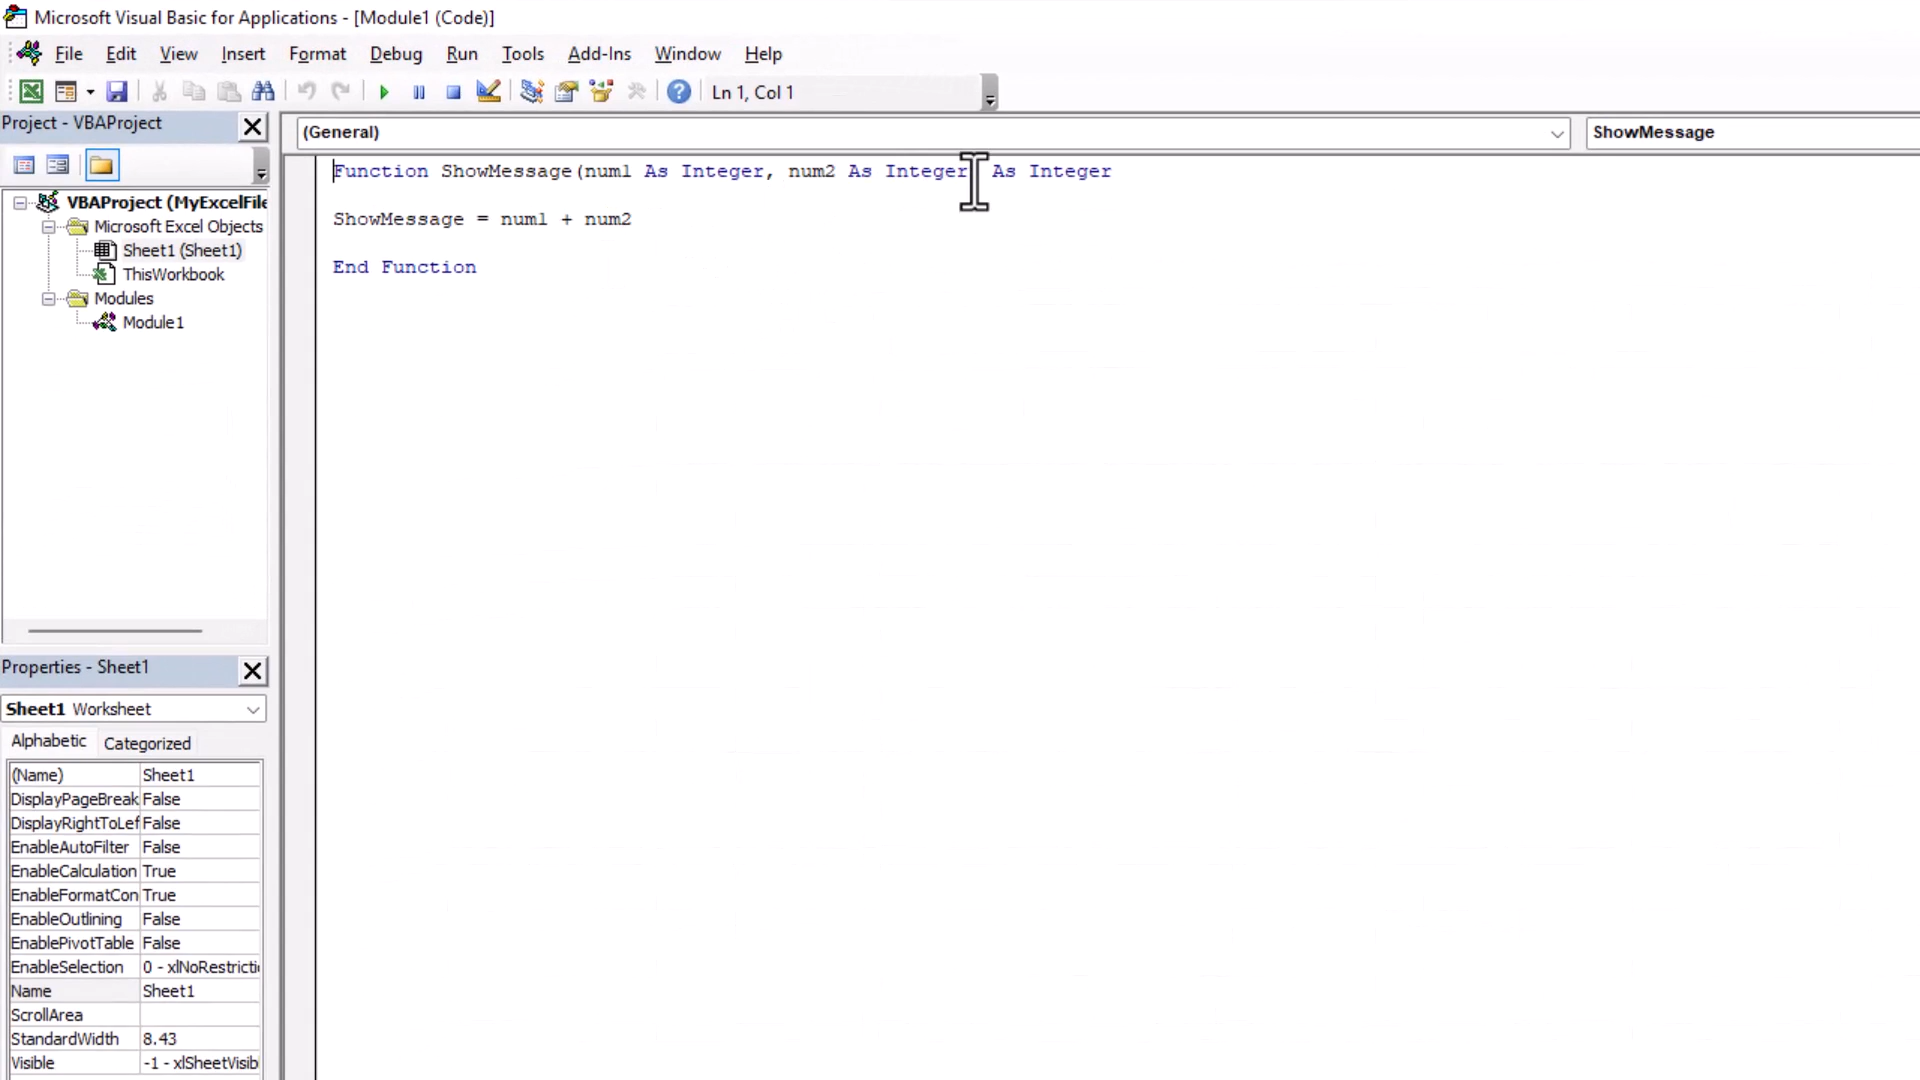 Microsoft Visual Basic for Applications - [Module1 (Code)]
File Edit View Insert Format Debug Run Tools Add-Ins Window Help
Ln 1, Col 1
Project - VBAProject
(General)
ShowMessage
VBAProject (MyExcelFile
Microsoft Excel Objects
Sheet1 (Sheet1)
ThisWorkbook
Modules
Module1
Function ShowMessage(num1 As Integer, num2 As Integer As Integer
ShowMessage = num1 + num2
End Function
Properties - Sheet1
Sheet1 Worksheet
Alphabetic Categorized
(Name) Sheet1
DisplayPageBreak False
DisplayRightToLef False
EnableAutoFilter False
EnableCalculation True
EnableFormatCon True
EnableOutlining False
EnablePivotTable False
EnableSelection 0 - xlNoRestricti
Name Sheet1
ScrollArea
StandardWidth 8.43
Visible -1 - xlSheetVisib